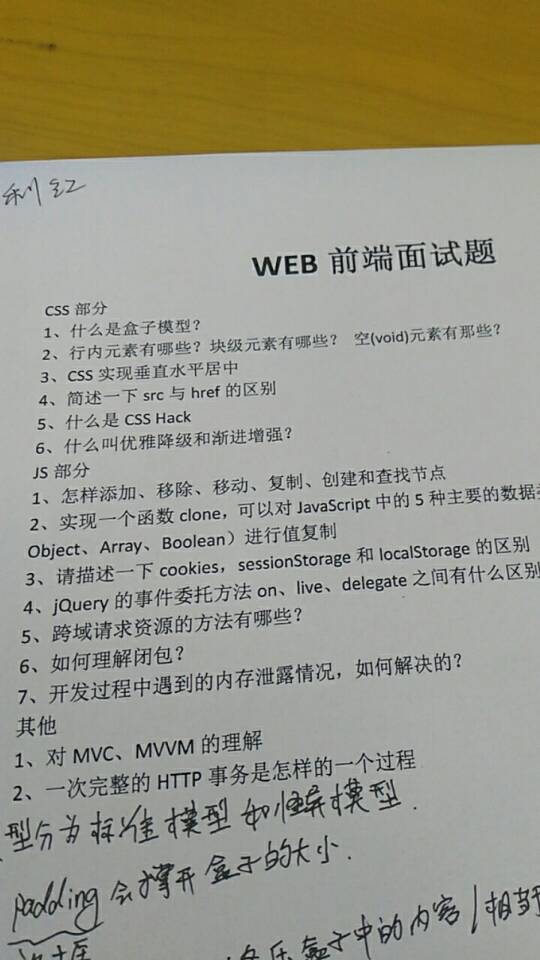 利红
WEB 前端面试题
CSS 部分
1、什么是盒子模型?
2、行内元素有哪些?块级元素有哪些? 空(void)元素有那些?
3、CSS 实现垂直水平居中
4、简述一下 src 与 href 的区别
5、什么是 CSS Hack
6、什么叫优雅降级和渐进增强?
JS 部分
1、怎样添加、移除、移动、复制、创建和查找节点
2、实现一个函数 clone,可以对 JavaScript 中的 5 种主要的数据
Object、Array、Boolean)进行值复制
3、请描述一下 cookies,sessionStorage 和 localStorage 的区别
4、jQuery 的事件委托方法 on、live、delegate 之间有什么区别
5、跨域请求资源的方法有哪些?
6、如何理解闭包?
7、开发过程中遇到的内存泄露情况,如何解决的?
其他
1、对 MVC、MVVM 的理解
2、一次完整的 HTTP 事务是怎样的一个过程
型分为标准模型和怪异模型.
padding 会撑开盒子的大小.
盒子中的内容/相当于